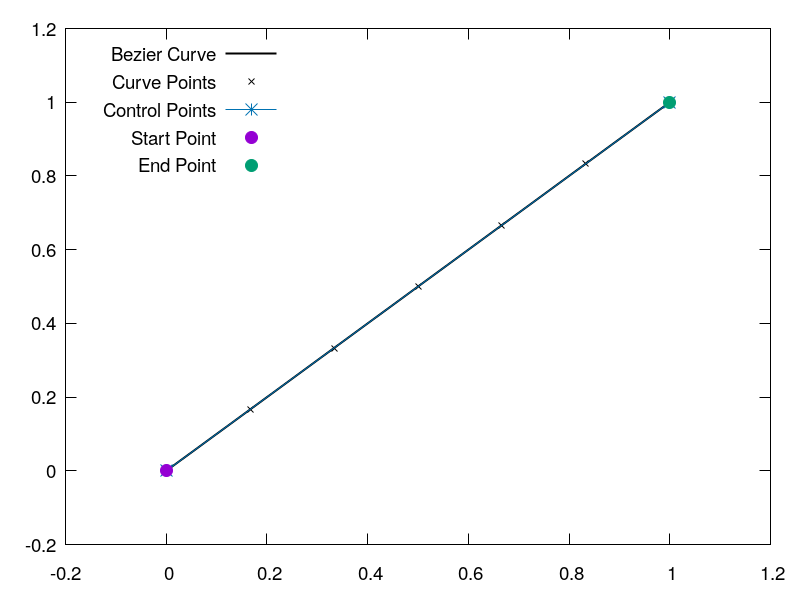 1.2
1
0.8
0.6
0.4
0.2
0
-0.2
Bezier Curve
Curve Points
Control Points
Start Point
End Point
-0.2 0 0.2 0.4 0.6 0.8 1 1.2